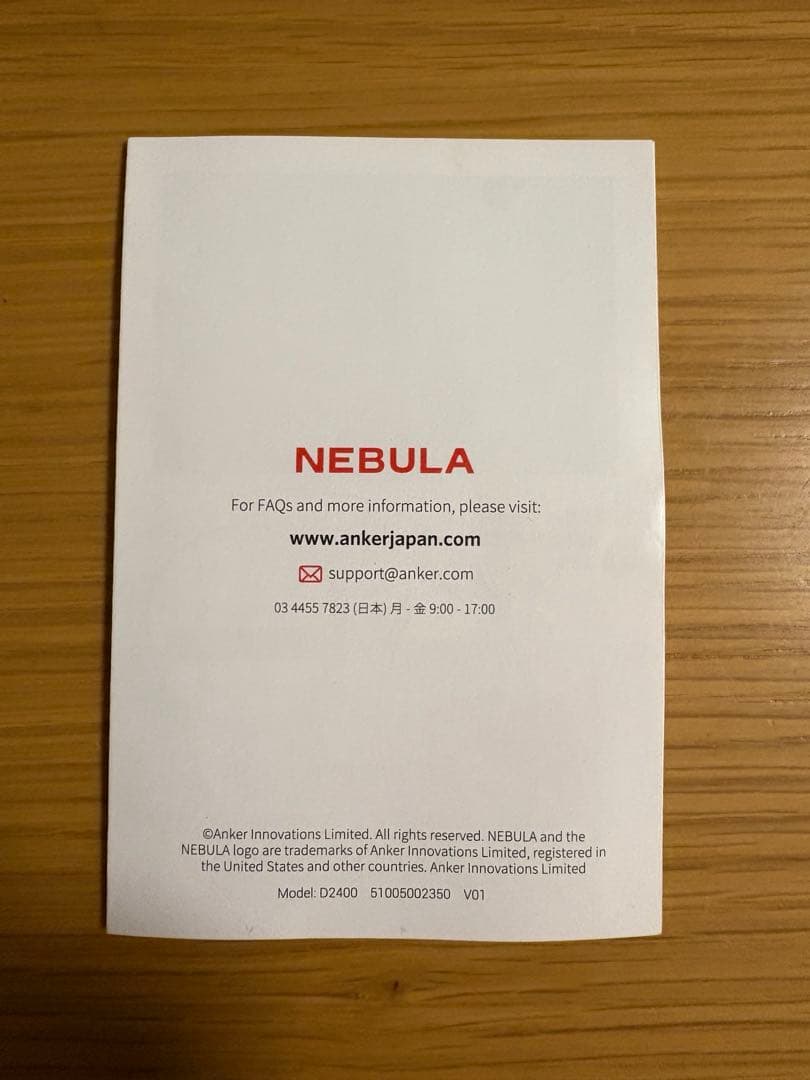 NEBULA
For FAQs and more information, please visit:
www.ankerjapan.com
support@anker.com
03 4455 7823 (日本) 月 - 金 9:00 - 17:00
©Anker Innovations Limited. All rights reserved. NEBULA and the
NEBULA logo are trademarks of Anker Innovations Limited, registered in
the United States and other countries. Anker Innovations Limited
Model: D2400 51005002350 V01